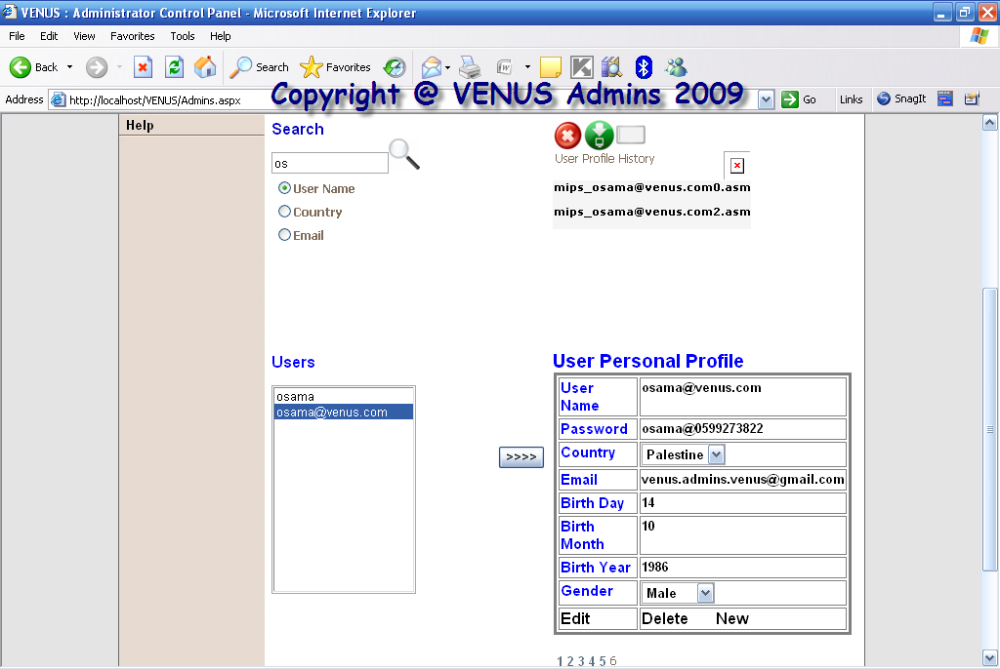 VENUS : Administrator Control Panel - Microsoft Internet Explorer
File Edit View Favorites Tools Help
Back Search Favorites
Address http://localhost/VENUS/Admins.aspx Go Links SnagIt
Copyright @ VENUS Admins 2009
Help
Search
os
User Name
Country
Email
User Profile History
mips_osama@venus.com0.asm
mips_osama@venus.com2.asm
Users
osama
osama@venus.com
>>>>
User Personal Profile
User Name osama@venus.com
Password osama@0599273822
Country Palestine
Email venus.admins.venus@gmail.com
Birth Day 14
Birth Month 10
Birth Year 1986
Gender Male
Edit Delete New
1 2 3 4 5 6